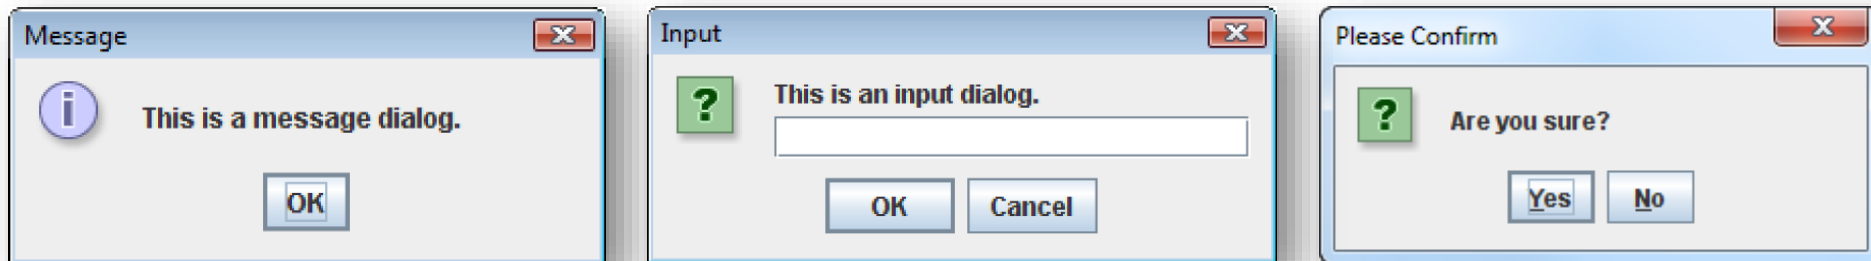 Message
This is a message dialog.
OK
Input
This is an input dialog.
OK Cancel
Please Confirm
Are you sure?
Yes No